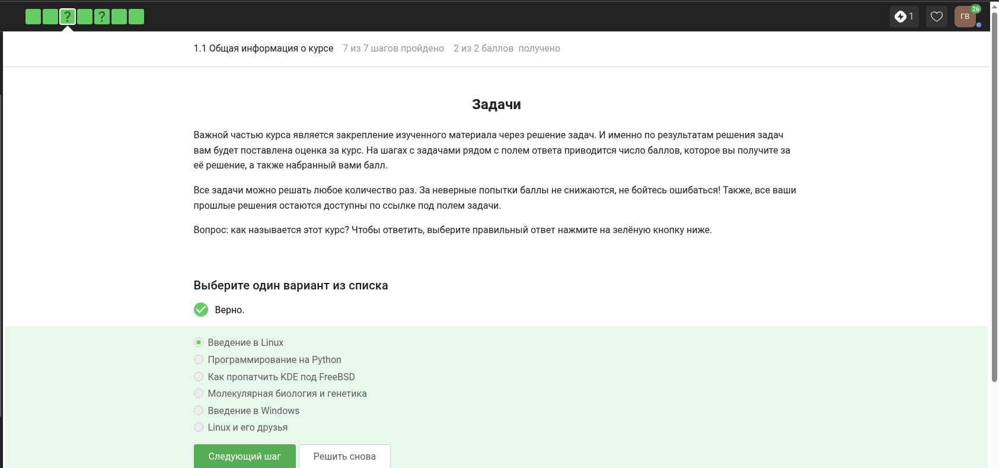 ? ?
1
ГВ
26
1.1 Общая информация о курсе 7 из 7 шагов пройдено 2 из 2 баллов получено
Задачи
Важной частью курса является закрепление изученного материала через решение задач. И именно по результатам решения задач
вам будет поставлена оценка за курс. На шагах с задачами рядом с полем ответа приводится число баллов, которое вы получите за
её решение, а также набранный вами балл.
Все задачи можно решать любое количество раз. За неверные попытки баллы не снижаются, не бойтесь ошибаться! Также, все ваши
прошлые решения остаются доступны по ссылке под полем задачи.
Вопрос: как называется этот курс? Чтобы ответить, выберите правильный ответ нажмите на зелёную кнопку ниже.
Выберите один вариант из списка
Верно.
Введение в Linux
Программирование на Python
Как пропатчить KDE под FreeBSD
Молекулярная биология и генетика
Введение в Windows
Linux и его друзья
Следующий шаг Решить снова